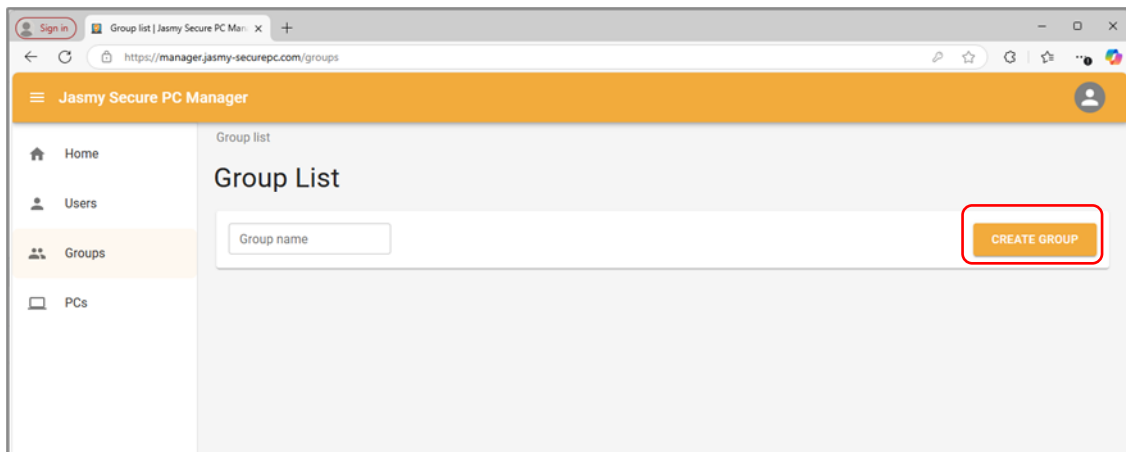 Sign in
Group list | Jasmy Secure PC Man
https://manager.jasmy-securepc.com/groups
Jasmy Secure PC Manager
Group list
Home
Group List
Users
Group name
CREATE GROUP
Groups
PCs